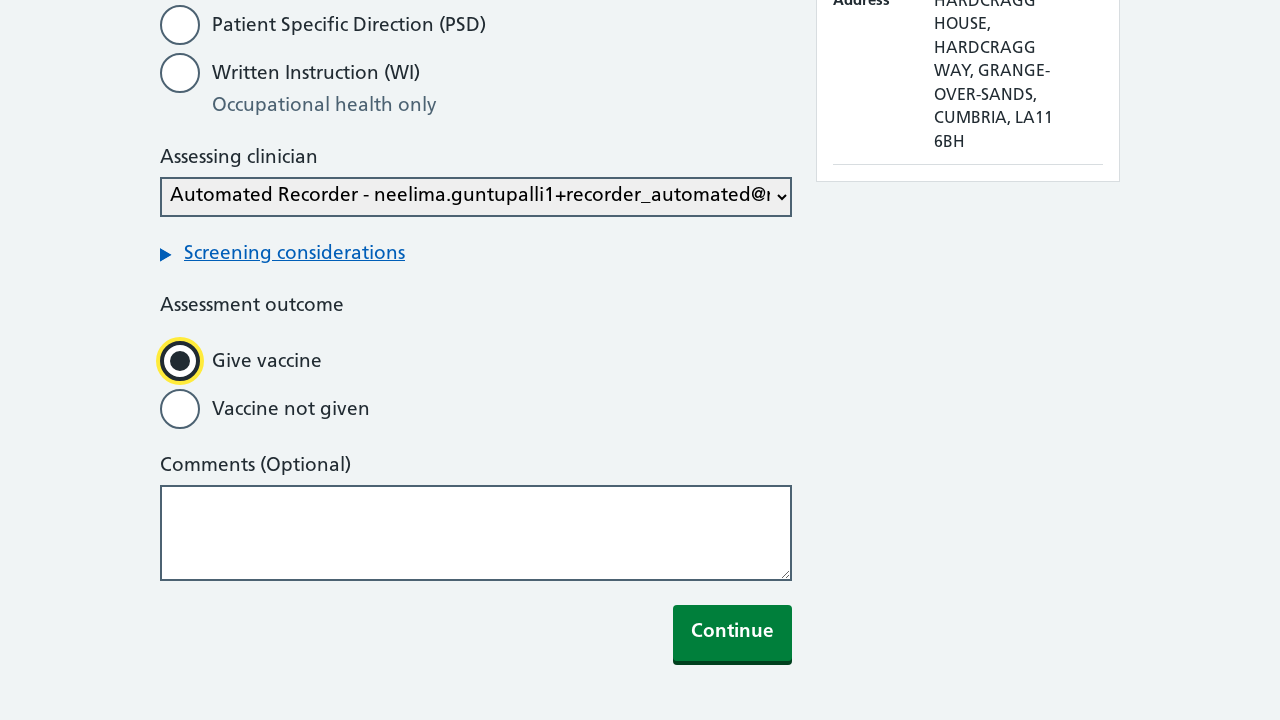 Patient Specific Direction (PSD)
Written Instruction (WI)
Occupational health only
Assessing clinician
Automated Recorder - neelima.guntupalli1+recorder_automated@
Screening considerations
Assessment outcome
Give vaccine
Vaccine not given
Comments (Optional)
Continue
Address
HARDCRAGG
HOUSE,
HARDCRAGG
WAY, GRANGE-
OVER-SANDS,
CUMBRIA, LA11
6BH